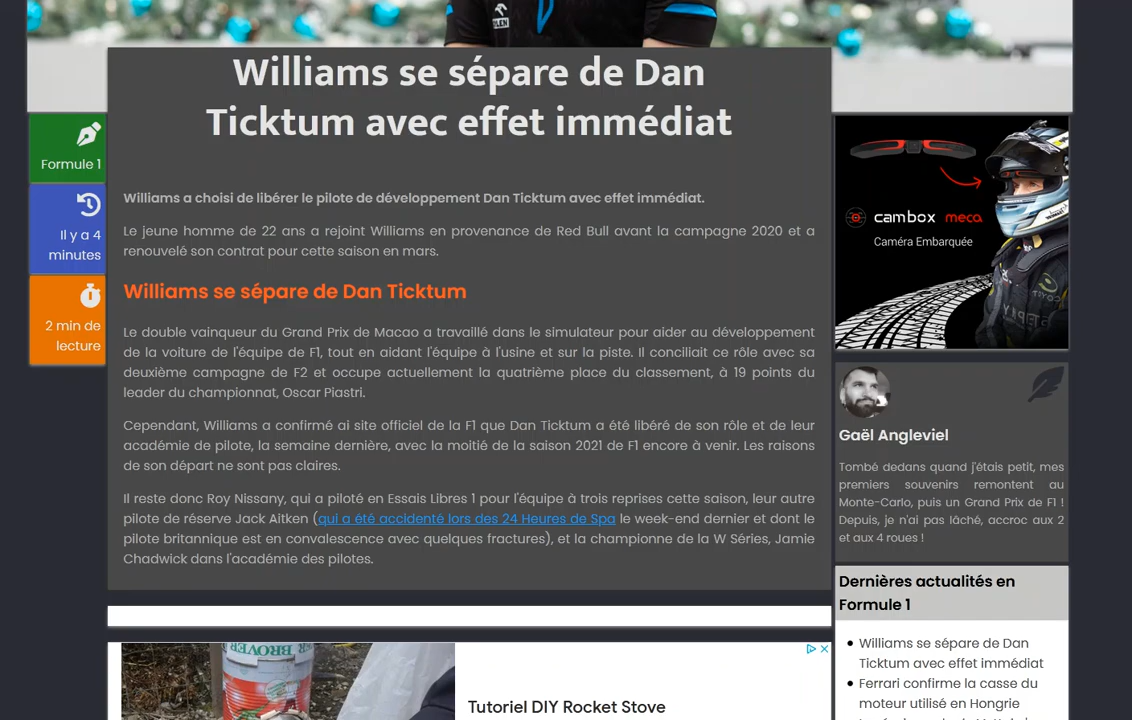 Williams se sépare de Dan
Ticktum avec effet immédiat
Formule 1
Il y a 4
minutes
2 min de
lecture
Williams a choisi de libérer le pilote de développement Dan Ticktum avec effet immédiat.
Le jeune homme de 22 ans a rejoint Williams en provenance de Red Bull avant la campagne 2020 et a
renouvelé son contrat pour cette saison en mars.
Williams se sépare de Dan Ticktum
Le double vainqueur du Grand Prix de Macao a travaillé dans le simulateur pour aider au développement
de la voiture de l'équipe de F1, tout en aidant l'équipe à l'usine et sur la piste. Il conciliait ce rôle avec sa
deuxième campagne de F2 et occupe actuellement la quatrième place du classement, à 19 points du
leader du championnat, Oscar Piastri.
Cependant, Williams a confirmé ai site officiel de la F1 que Dan Ticktum a été libéré de son rôle et de leur
académie de pilote, la semaine dernière, avec la moitié de la saison 2021 de F1 encore à venir. Les raisons
de son départ ne sont pas claires.
Il reste donc Roy Nissany, qui a piloté en Essais Libres 1 pour l'équipe à trois reprises cette saison, leur autre
pilote de réserve Jack Aitken (qui a été accidenté lors des 24 Heures de Spa le week-end dernier et dont le
pilote britannique est en convalescence avec quelques fractures), et la championne de la W Séries, Jamie
Chadwick dans l'académie des pilotes.
cambox meca
Caméra Embarquée
Gaël Angleviel
Tombé dedans quand j'étais petit, mes
premiers souvenirs remontent au
Monte-Carlo, puis un Grand Prix de F1 !
Depuis, je n'ai pas lâché, accroc aux 2
et aux 4 roues !
Dernières actualités en
Formule 1
Williams se sépare de Dan
Ticktum avec effet immédiat
Ferrari confirme la casse du
moteur utilisé en Hongrie
Tutoriel DIY Rocket Stove